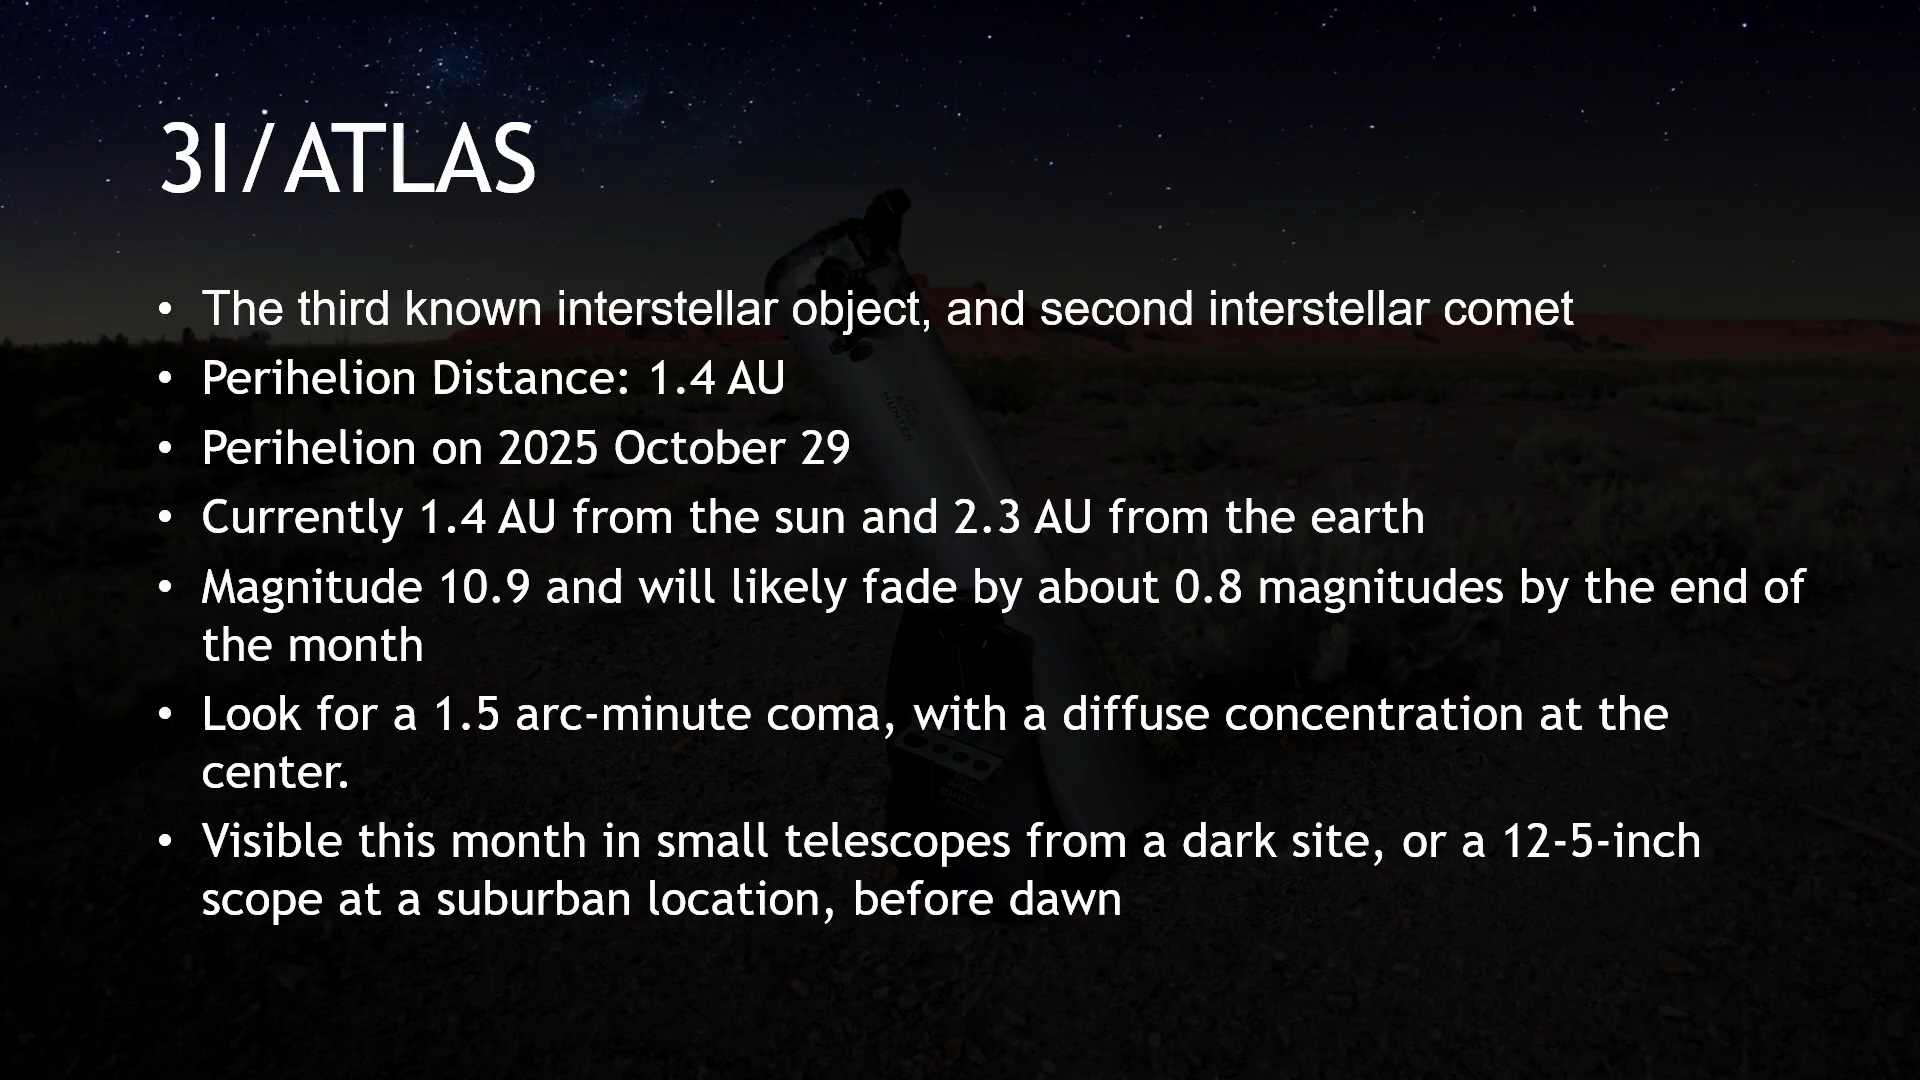 3I/ATLAS
• The third known interstellar object, and second interstellar comet
• Perihelion Distance: 1.4 AU
• Perihelion on 2025 October 29
• Currently 1.4 AU from the sun and 2.3 AU from the earth
• Magnitude 10.9 and will likely fade by about 0.8 magnitudes by the end of
the month
• Look for a 1.5 arc-minute coma, with a diffuse concentration at the
center.
• Visible this month in small telescopes from a dark site, or a 12-5-inch
scope at a suburban location, before dawn
HUNTER